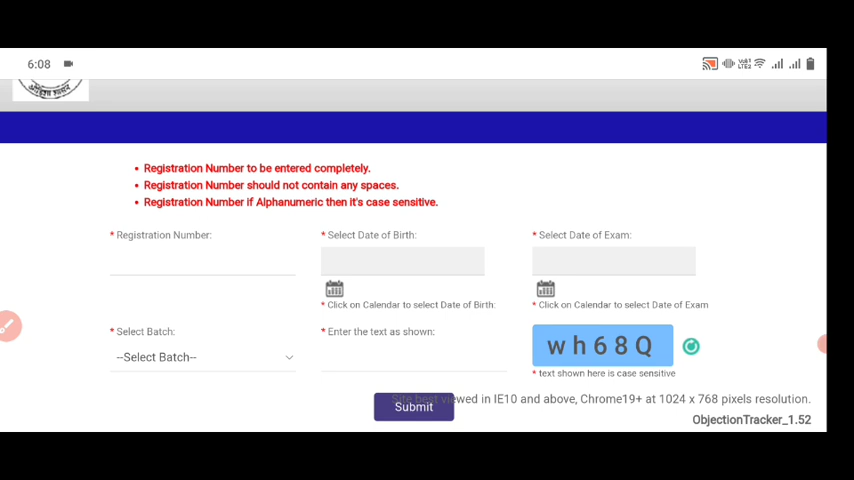 6:08
Registration Number to be entered completely.
Registration Number should not contain any spaces.
Registration Number if Alphanumeric then it's case sensitive.
* Registration Number:
* Select Date of Birth:
* Select Date of Exam:
* Click on Calendar to select Date of Birth:
* Click on Calendar to select Date of Exam
* Select Batch:
* Enter the text as shown:
--Select Batch--
wh68Q
* text shown here is case sensitive
Site best viewed in IE10 and above, Chrome19+ at 1024 x 768 pixels resolution.
Submit
ObjectionTracker_1.52